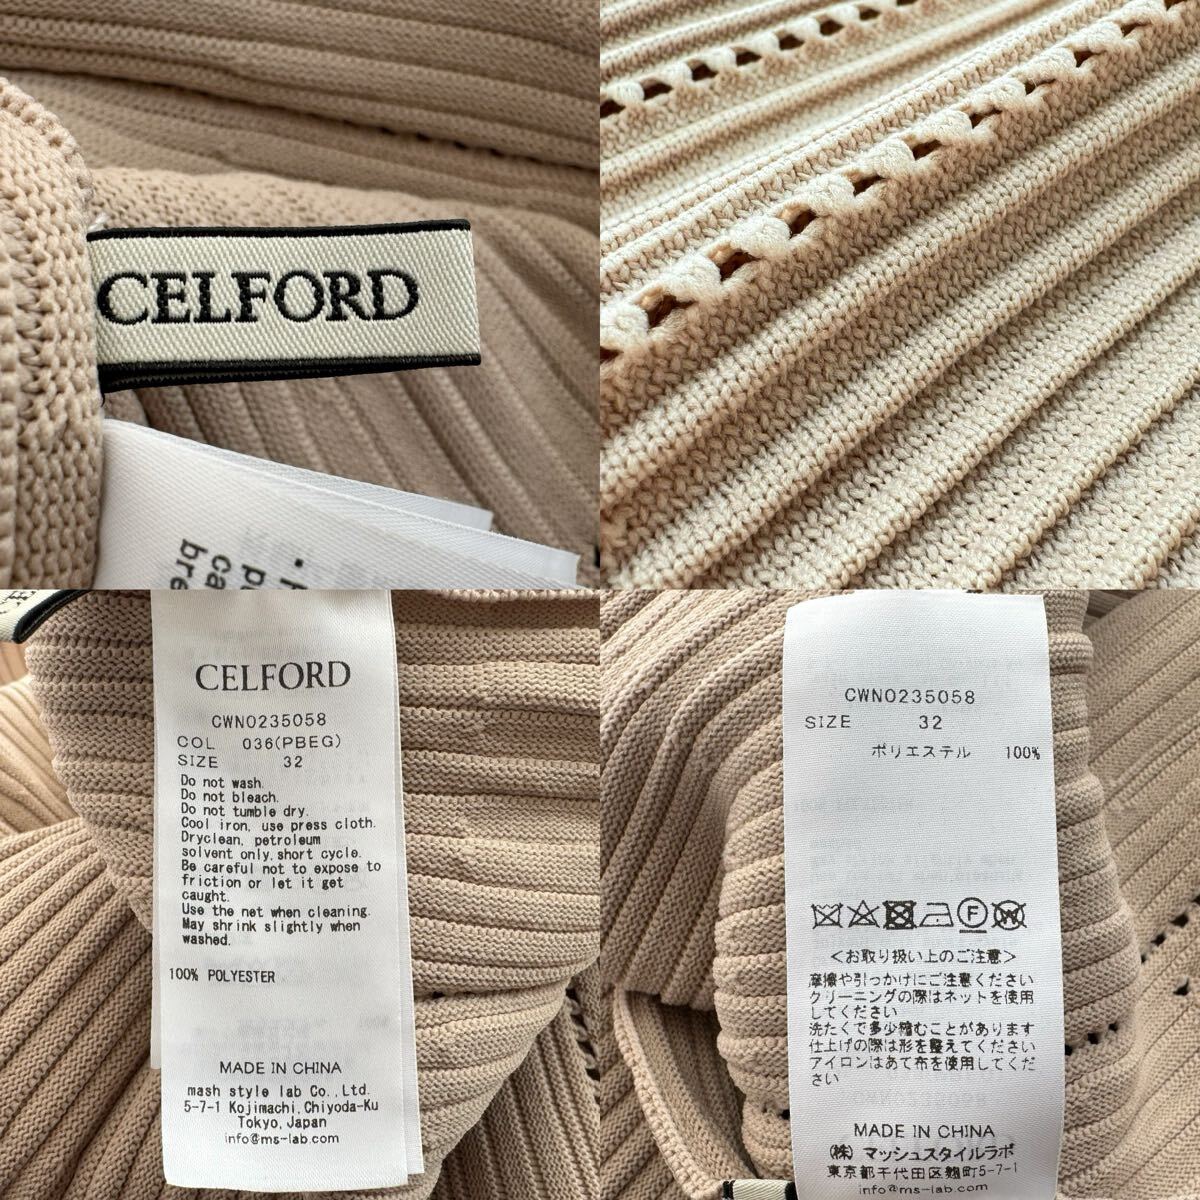 CELFORD
CELFORD
CWNO235058
COL 036(PBEG)
SIZE 32
Do not wash.
Do not bleach.
Do not tumble dry.
Cool iron, use press cloth.
Dryclean, petroleum
solvent only,short cycle.
Be careful not to expose to
friction or let it get
caught.
Use the net when cleaning.
May shrink slightly when
washed.
100% POLYESTER
MADE IN CHINA
mash style lab Co.,Ltd.
5-7-1 Kojimachi,Chiyoda-Ku
Tokyo,Japan
info@ms-lab.com
CWNO235058
SIZE 32
ポリエステル 100%
F W
<お取り扱い上のご注意>
摩擦や引っかけにご注意ください
クリーニングの際はネットを使用
してください
洗たくで多少縮むことがあります
仕上げの際は形を整えてください
アイロンはあて布を使用してくだ
さい
MADE IN CHINA
(株) マッシュスタイルラボ
東京都千代田区麹町5-7-1
info@ms-lab.com